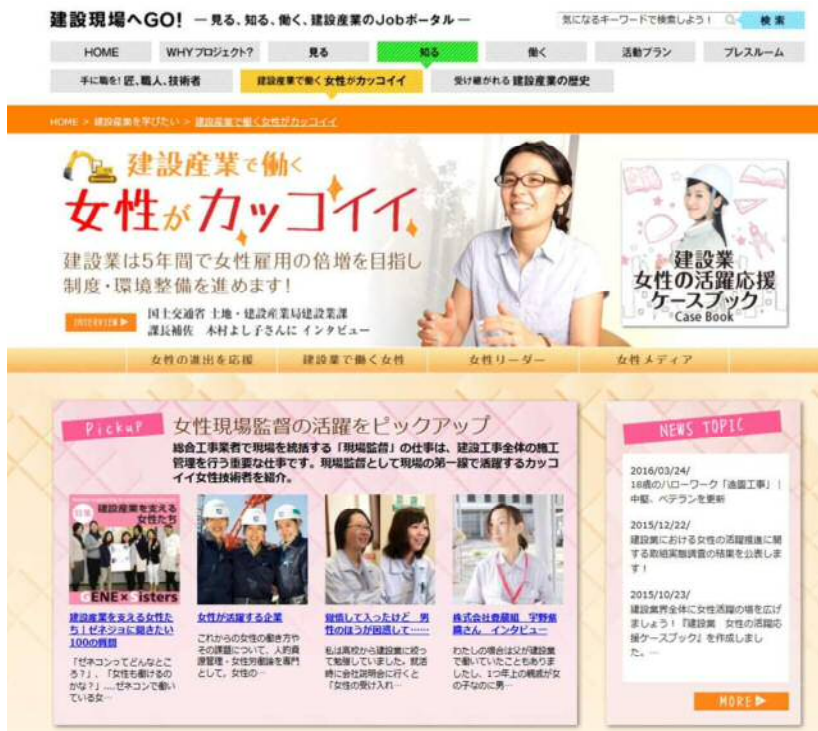 建設現場へGO! ー見る、知る、働く、建設産業のJobポータルー
気になるキーワードで検索しよう!
検索
HOME
WHYプロジェクト?
見る
知る
働く
活動プラン
プレスルーム
手に職を!匠、職人、技術者
建設産業で働く女性がカッコイイ
受け継がれる建設産業の歴史
HOME > 建設産業を学びたい > 建設産業で働く女性がカッコイイ
建設産業で働く
女性がカッコイイ
建設業は5年間で女性雇用の倍増を目指し
制度・環境整備を進めます!
INTERVIEW▶
国土交通省 土地・建設産業局建設業課
課長補佐 木村よし子さんに インタビュー
建設業
女性の活躍応援
ケースブック
Case Book
女性の進出を応援
建設業で働く女性
女性リーダー
女性メディア
Pickup
女性現場監督の活躍をピックアップ
総合工事業者で現場を統括する「現場監督」の仕事は、建設工事全体の施工
管理を行う重要な仕事です。現場監督として現場の第一線で活躍するカッコ
イイ女性技術者を紹介。
特集
建設産業を支える
女性たち
GENE×Sisters
建設産業を支える女性た
ち｜ゼネジョに聞きたい
100の質問
「ゼネコンってどんなとこ
ろ?」、「女性も働けるの
かな?」……ゼネコンで働い
ている女…
女性が活躍する企業
これからの女性の働き方や
その課題について、人的資
源管理・女性労働論を専門
として、女性の…
覚悟して入ったけど 男
性のほうが困惑して……
私は高校から建設業に絞っ
て勉強していました。就活
時に会社説明会に行くと
「女性の受け入れ…
インタビュー
わたしの場合は父が建設業
で働いていたこともありま
したし、1つ年上の親戚が女
の子なのに男…
NEWS TOPIC
2016/03/24/
18歳のハローワーク「造園工事」｜
中堅、ベテランを更新
2015/12/22/
建設業における女性の活躍推進に関
する取組実態調査の結果を公表しま
す!
2015/10/23/
建設業界全体に女性活躍の場を広げ
ましょう!『建設業 女性の活躍応
援ケースブック』を作成しまし
た。…
MORE▶